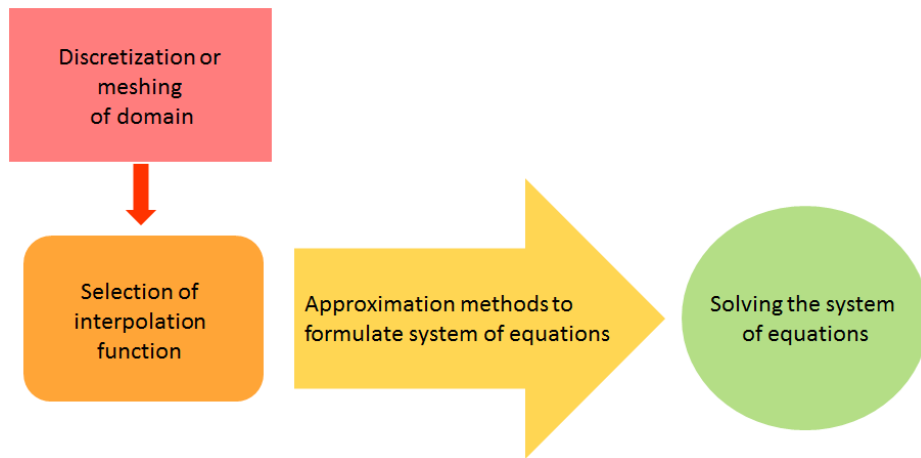 Discretization or
meshing
of domain
Selection of
interpolation
function
Approximation methods to
formulate system of equations
Solving the system
of equations